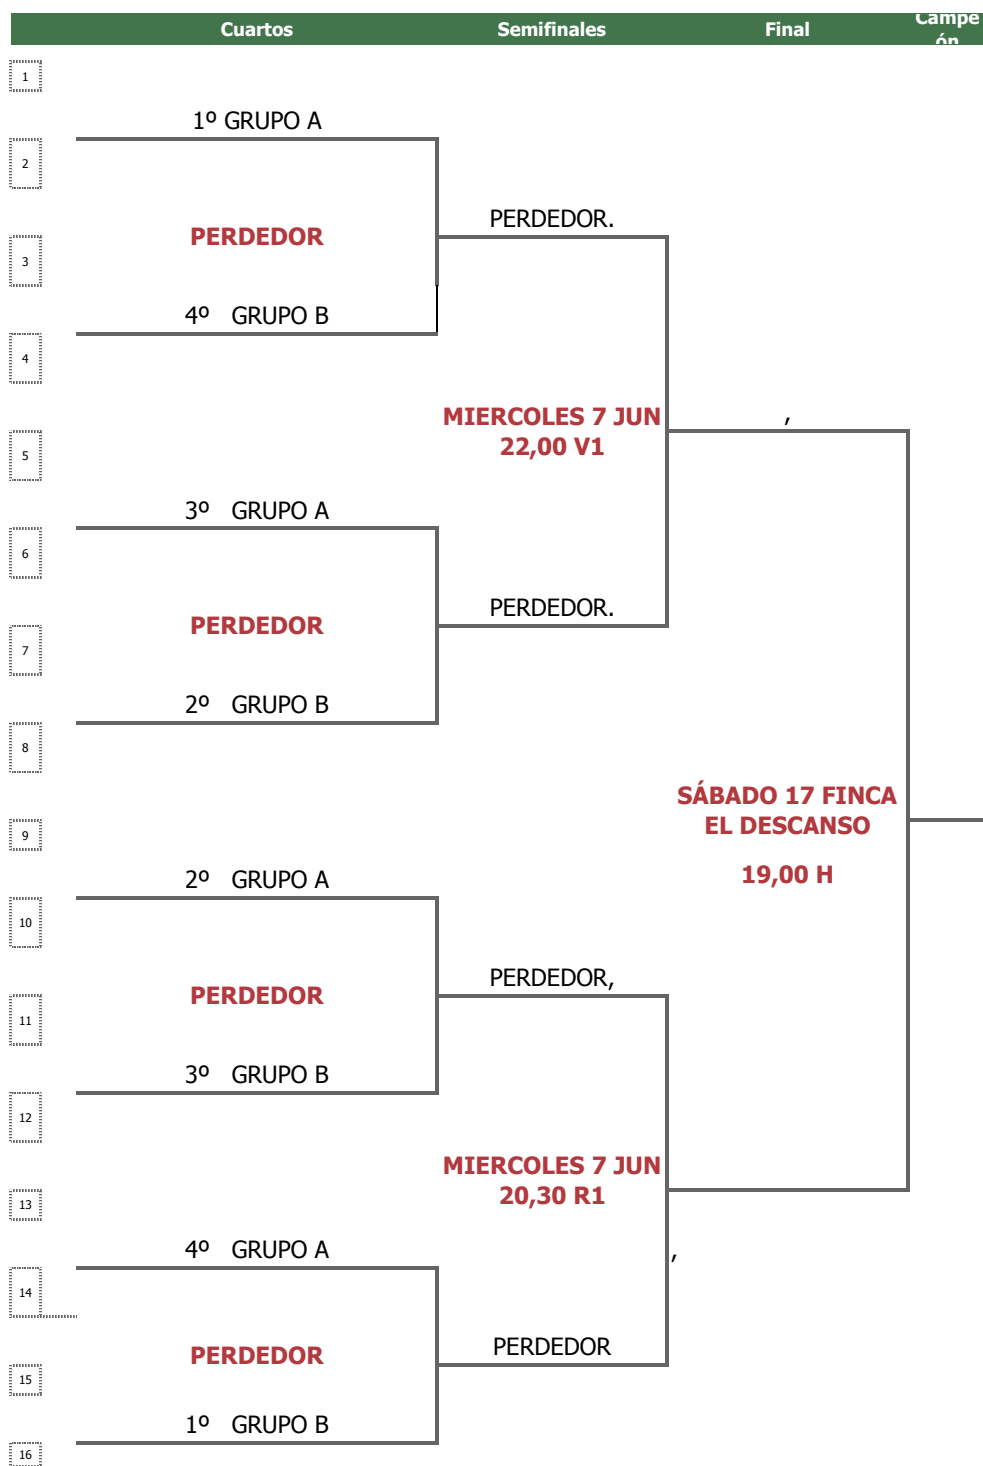 Cuartos Semifinales Final Campe
ón
1
1º GRUPO A
2
PERDEDOR.
PERDEDOR
3
4º GRUPO B
4
MIERCOLES 7 JUN ,
22,00 V1
5
3º GRUPO A
6
PERDEDOR.
PERDEDOR
7
2º GRUPO B
8
SÁBADO 17 FINCA
EL DESCANSO
9
19,00 H
2º GRUPO A
10
PERDEDOR,
PERDEDOR
11
3º GRUPO B
12
MIERCOLES 7 JUN
20,30 R1
13
4º GRUPO A ,
14
PERDEDOR
PERDEDOR
15
1º GRUPO B
16